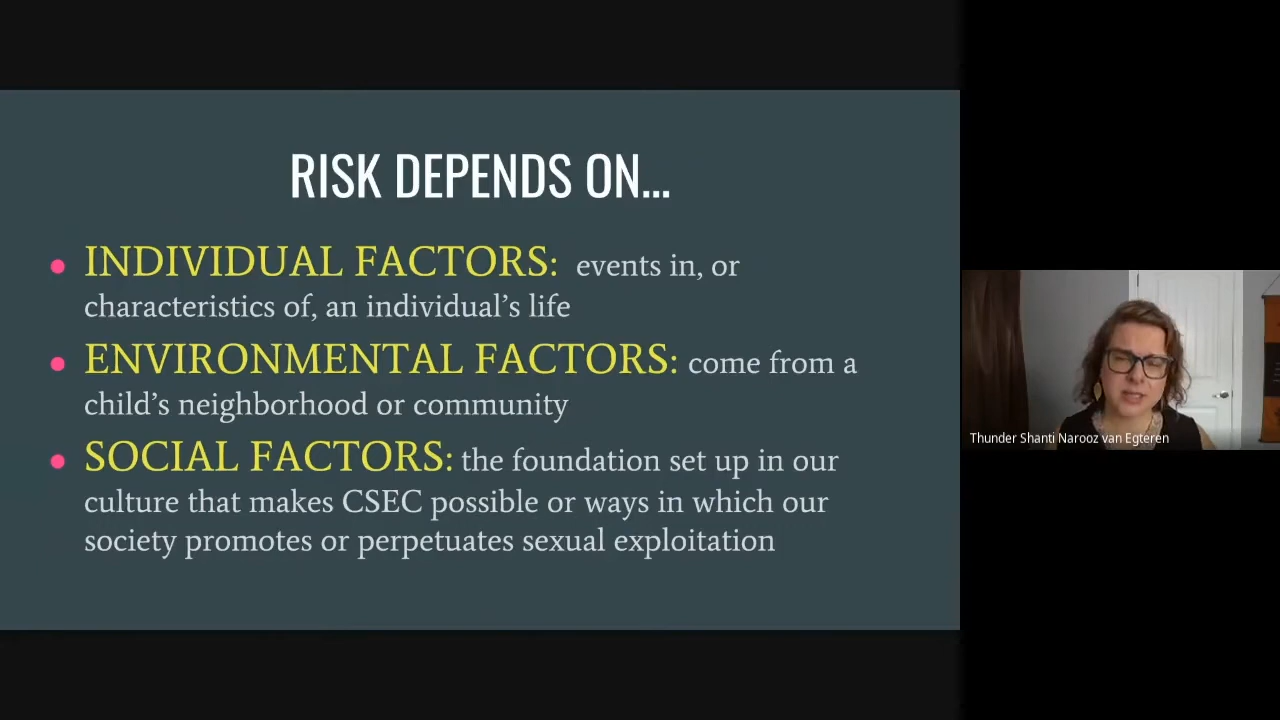 RISK DEPENDS ON...
• INDIVIDUAL FACTORS: events in, or
characteristics of, an individual’s life
• ENVIRONMENTAL FACTORS: come from a
child’s neighborhood or community
• SOCIAL FACTORS: the foundation set up in our
culture that makes CSEC possible or ways in which our
society promotes or perpetuates sexual exploitation
Thunder Shanti Narooz van Egteren